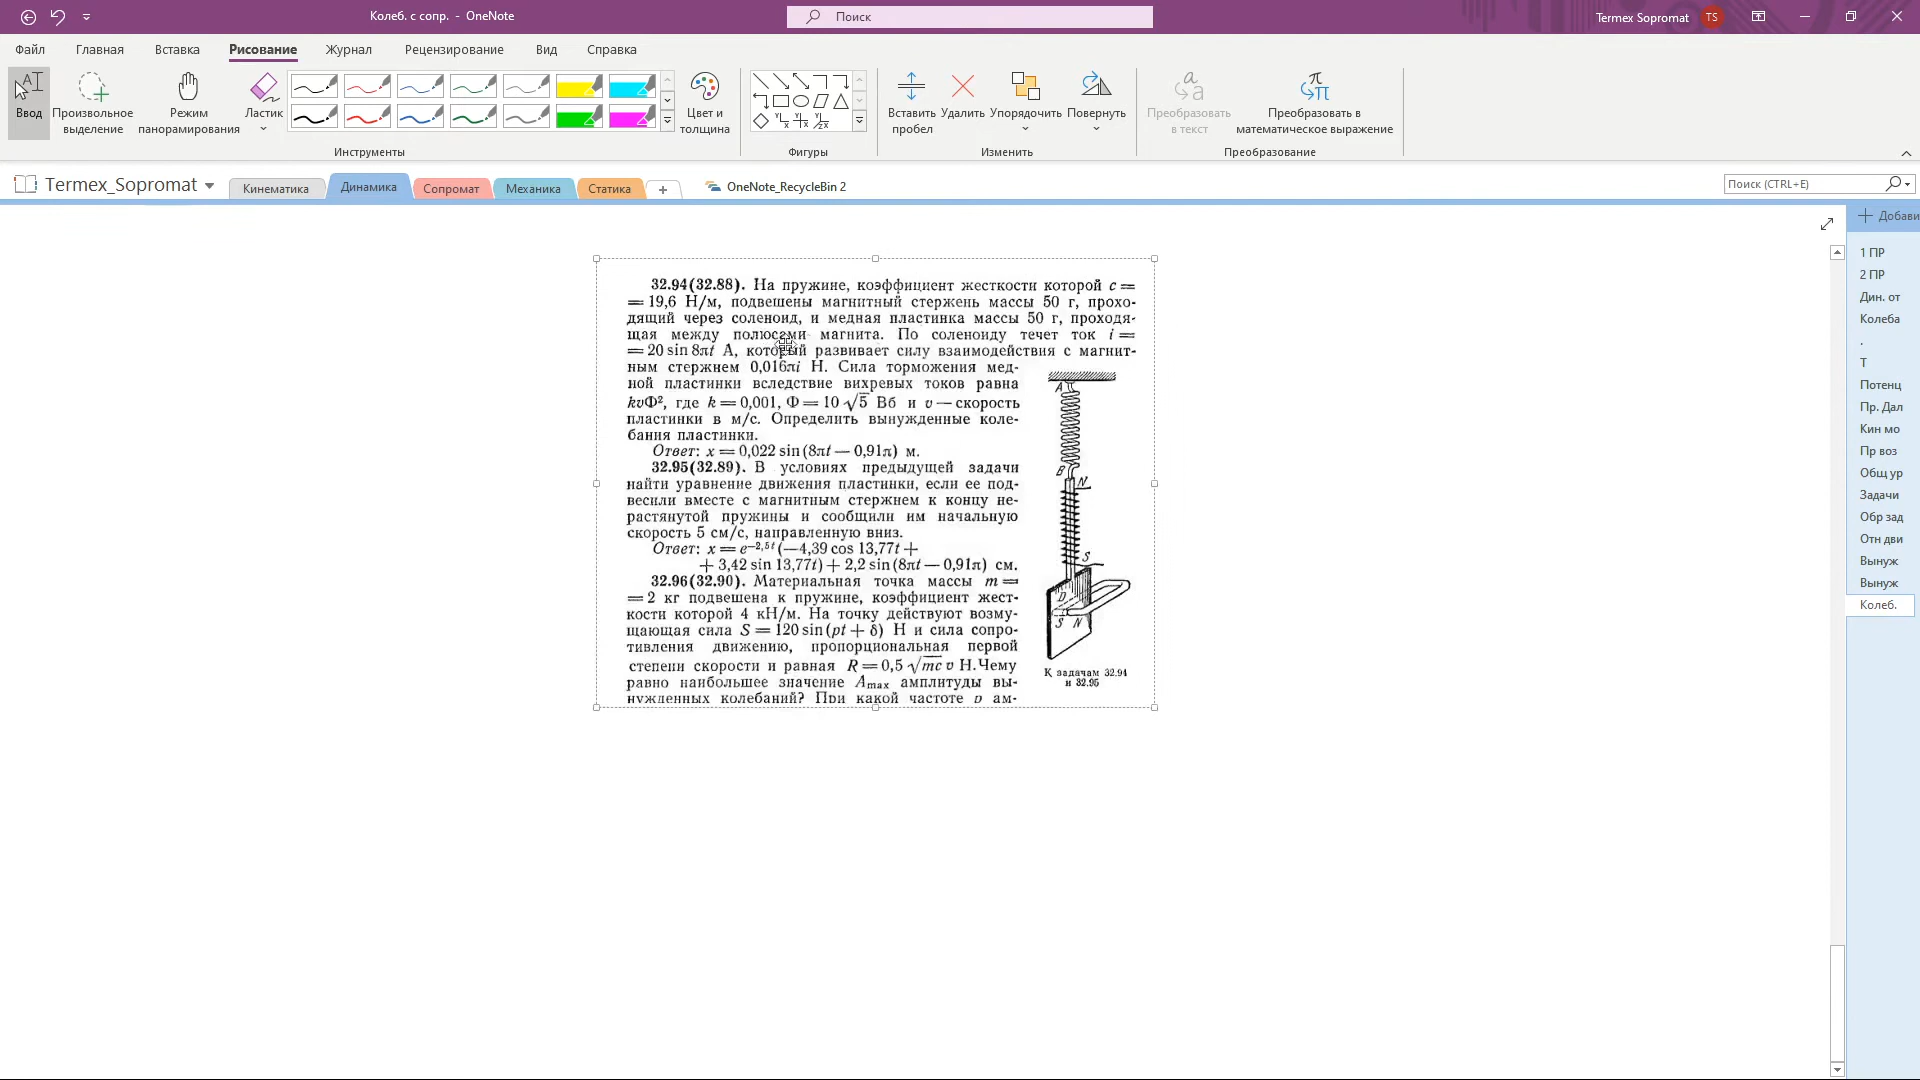 Колеб. с сопр. - OneNote
Поиск
Termex Sopromat
TS
Файл
Главная
Вставка
Рисование
Журнал
Рецензирование
Вид
Справка
Ввод
Произвольное выделение
Режим панорамирования
Ластик
Цвет и толщина
Вставить пробел
Удалить
Упорядочить
Повернуть
Преобразовать в текст
Преобразовать в математическое выражение
Инструменты
Фигуры
Изменить
Преобразование
Termex_Sopromat
Кинематика
Динамика
Сопромат
Механика
Статика
OneNote_RecycleBin 2
Поиск (CTRL+E)
Добави
32.94(32.88). На пружине, коэффициент жесткости которой c =
= 19,6 Н/м, подвешены магнитный стержень массы 50 г, прохо-
дящий через соленоид, и медная пластинка массы 50 г, проходя-
щая между полюсами магнита. По соленоиду течет ток i =
= 20 sin 8πt А, который развивает силу взаимодействия с магнит-
ным стержнем 0,016πi Н. Сила торможения мед-
ной пластинки вследствие вихревых токов равна
kvΦ², где k = 0,001, Φ = 10 √5 Вб и v — скорость
пластинки в м/с. Определить вынужденные коле-
бания пластинки.
Ответ: x = 0,022 sin (8πt — 0,91π) м.
32.95(32.89). В условиях предыдущей задачи
найти уравнение движения пластинки, если ее под-
весили вместе с магнитным стержнем к концу не-
растянутой пружины и сообщили им начальную
скорость 5 см/с, направленную вниз.
Ответ: x = e^−2,5t (—4,39 cos 13,77t +
+ 3,42 sin 13,77t) + 2,2 sin (8πt — 0,91π) см.
32.96(32.90). Материальная точка массы m =
= 2 кг подвешена к пружине, коэффициент жест-
кости которой 4 кН/м. На точку действуют возму-
щающая сила S = 120 sin (pt + δ) Н и сила сопро-
тивления движению, пропорциональная первой
степени скорости и равная R = 0,5 √mc v Н. Чему
равно наибольшее значение Amax амплитуды вы-
нужденных колебаний? При какой частоте p ам-
A
B
N
S
D
S N
К задачам 32.94
и 32.95
1 ПР
2 ПР
Дин. от
Колеба
.
Т
Потенц
Пр. Дал
Кин мо
Пр воз
Общ ур
Задачи
Обр зад
Отн дви
Вынуж
Вынуж
Колеб.